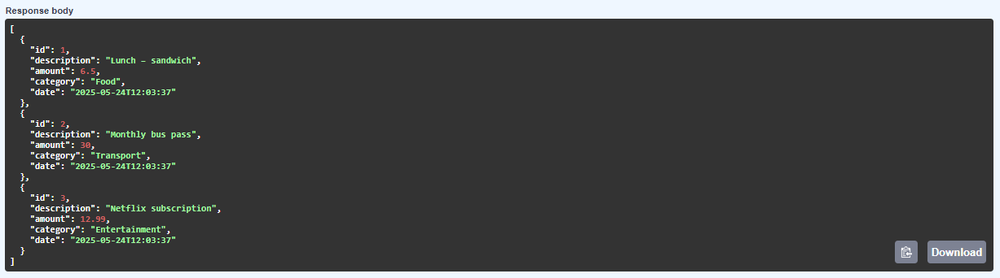 Response body
[
  {
    "id": 1,
    "description": "Lunch – sandwich",
    "amount": 6.5,
    "category": "Food",
    "date": "2025-05-24T12:03:37"
  },
  {
    "id": 2,
    "description": "Monthly bus pass",
    "amount": 30,
    "category": "Transport",
    "date": "2025-05-24T12:03:37"
  },
  {
    "id": 3,
    "description": "Netflix subscription",
    "amount": 12.99,
    "category": "Entertainment",
    "date": "2025-05-24T12:03:37"
  }
]
Download